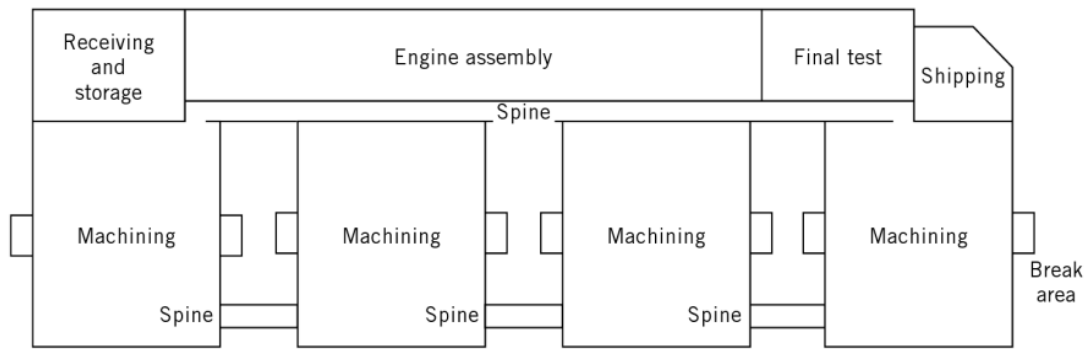 Receiving
and
storage
Engine assembly
Final test
Shipping
Spine
Machining
Machining
Machining
Machining
Break
area
Spine
Spine
Spine